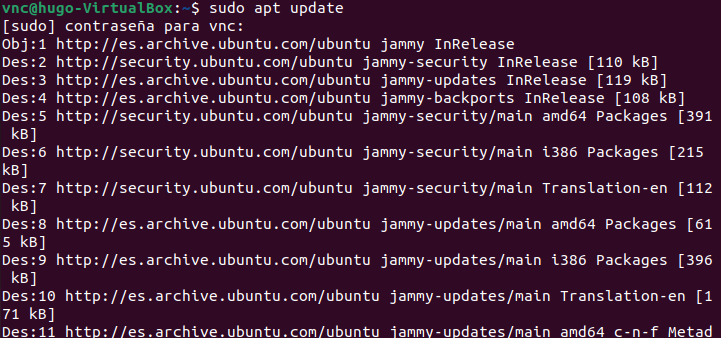 vnc@hugo-VirtualBox:~$ sudo apt update
[sudo] contraseña para vnc:
Obj:1 http://es.archive.ubuntu.com/ubuntu jammy InRelease
Des:2 http://security.ubuntu.com/ubuntu jammy-security InRelease [110 kB]
Des:3 http://es.archive.ubuntu.com/ubuntu jammy-updates InRelease [119 kB]
Des:4 http://es.archive.ubuntu.com/ubuntu jammy-backports InRelease [108 kB]
Des:5 http://security.ubuntu.com/ubuntu jammy-security/main amd64 Packages [391
 kB]
Des:6 http://security.ubuntu.com/ubuntu jammy-security/main i386 Packages [215
kB]
Des:7 http://security.ubuntu.com/ubuntu jammy-security/main Translation-en [112
 kB]
Des:8 http://es.archive.ubuntu.com/ubuntu jammy-updates/main amd64 Packages [61
5 kB]
Des:9 http://es.archive.ubuntu.com/ubuntu jammy-updates/main i386 Packages [396
 kB]
Des:10 http://es.archive.ubuntu.com/ubuntu jammy-updates/main Translation-en [1
71 kB]
Des:11 http://es.archive.ubuntu.com/ubuntu jammy-updates/main amd64 c-n-f Metad